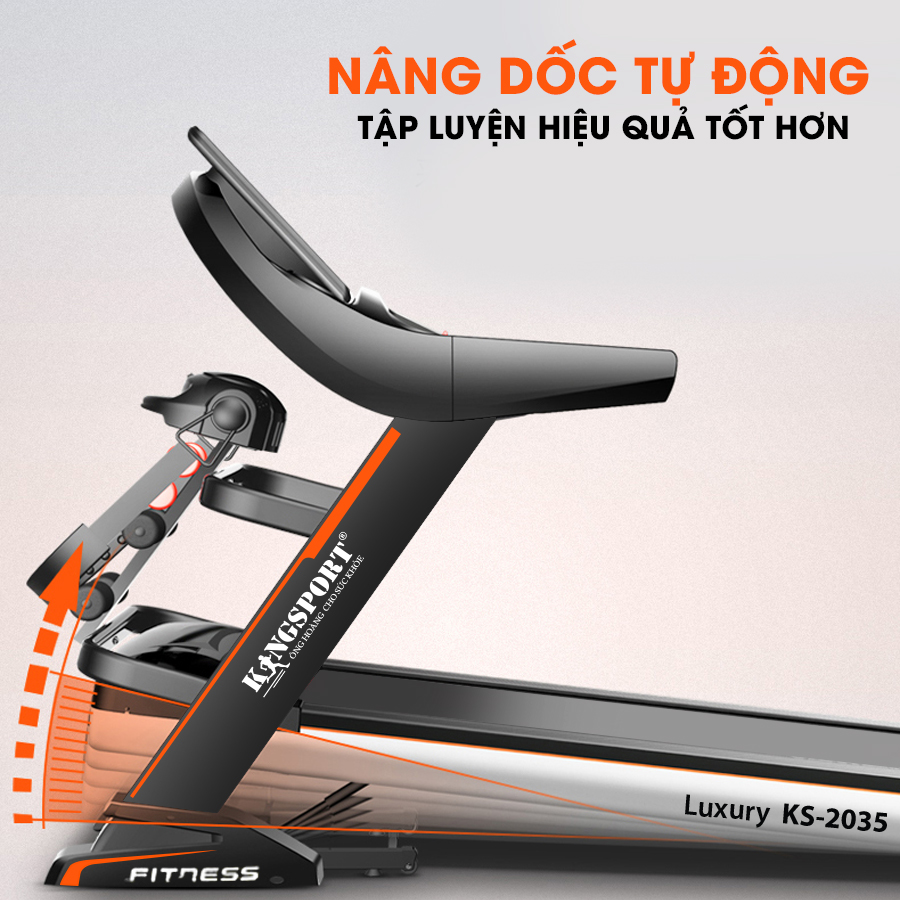 NÂNG DỐC TỰ ĐỘNG
TẬP LUYỆN HIỆU QUẢ TỐT HƠN
KINGSPORT®
ÔNG HOÀNG CHO SỨC KHỎE
Luxury KS-2035
FITNESS